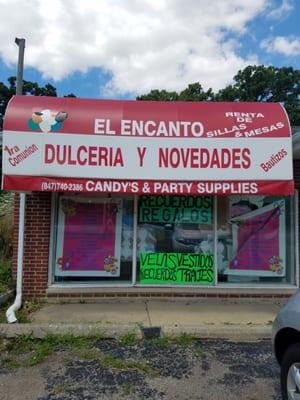 EL ENCANTO
RENTA
DE
SILLAS
& MESAS
1ra
Comunion
DULCERIA Y NOVEDADES
Bautizos
(847)740-2386 CANDY'S & PARTY SUPPLIES
RECUERDOS
REGALOS
VELAS VESTIDOS
RECUERDOS TRAJES